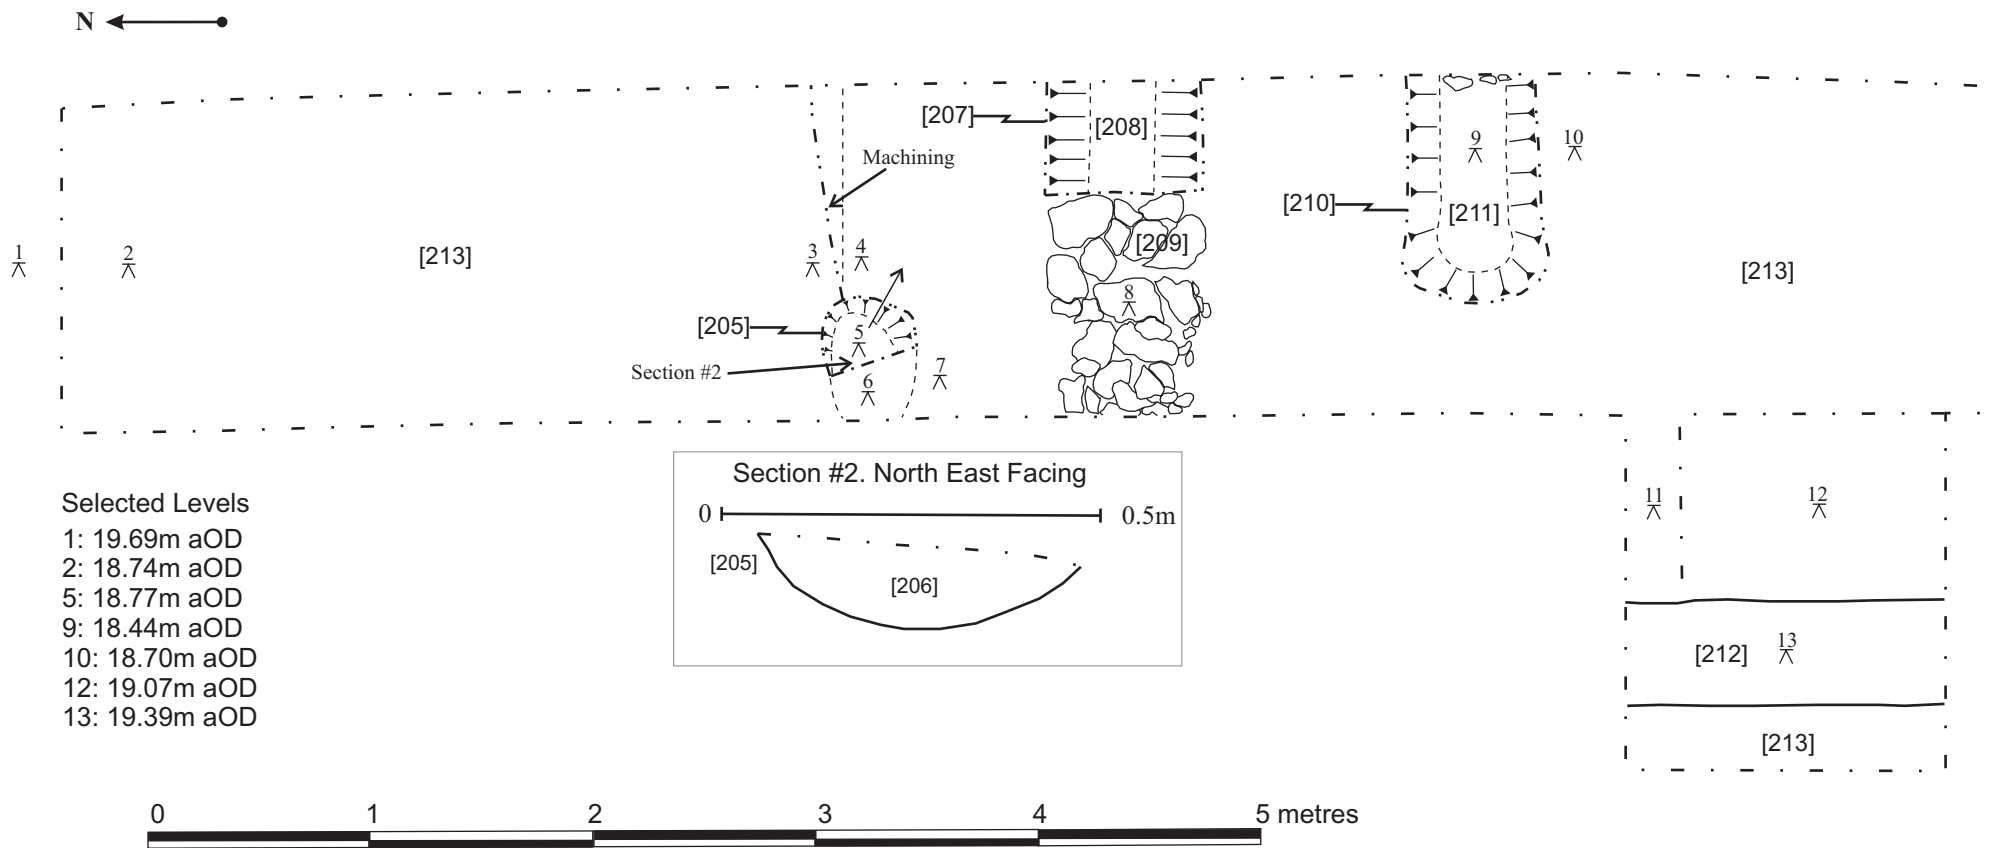 N
[207]
[208]
Machining
[209]
[210]
[211]
9
10
1
2
[213]
3
4
8
[213]
[205]
5
Section #2
6
7
Section #2. North East Facing
0
0.5m
[205]
[206]
Selected Levels
1: 19.69m aOD
2: 18.74m aOD
5: 18.77m aOD
9: 18.44m aOD
10: 18.70m aOD
12: 19.07m aOD
13: 19.39m aOD
11
12
[212]
13
[213]
0 1 2 3 4 5 metres